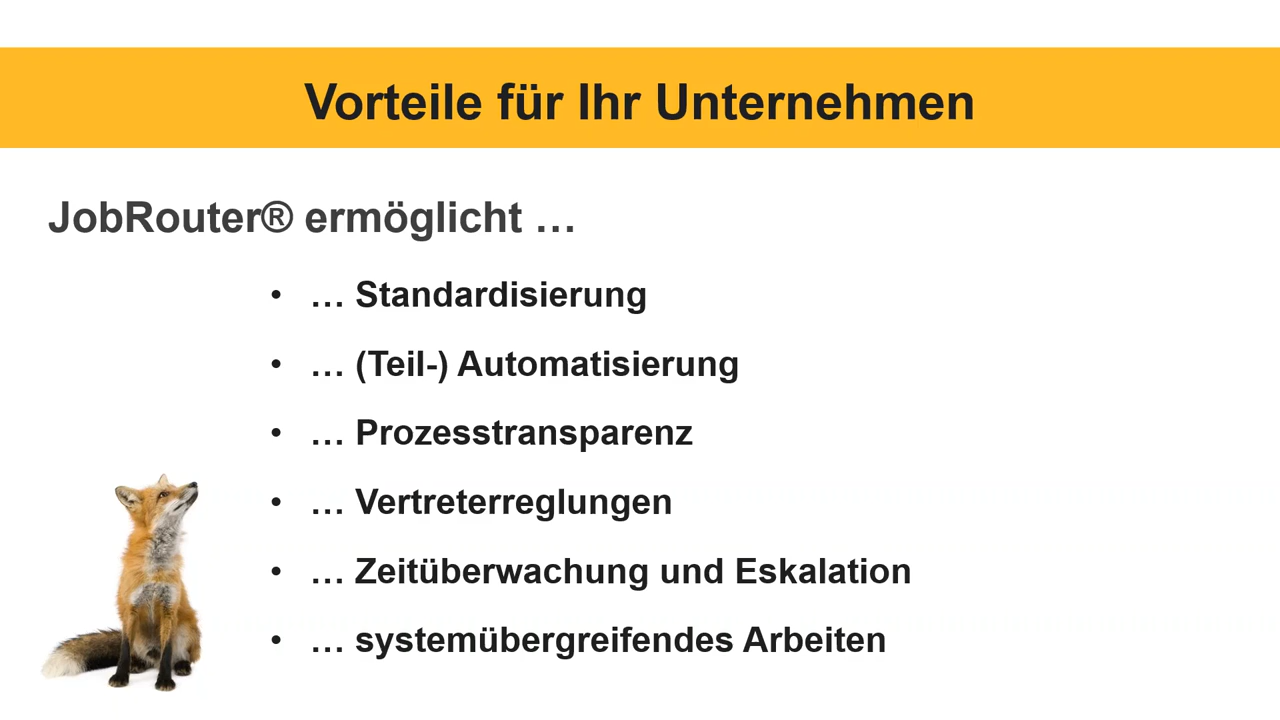 Vorteile für Ihr Unternehmen
JobRouter® ermöglicht …
• … Standardisierung
• … (Teil-) Automatisierung
• … Prozesstransparenz
• … Vertreterreglungen
• … Zeitüberwachung und Eskalation
• … systemübergreifendes Arbeiten